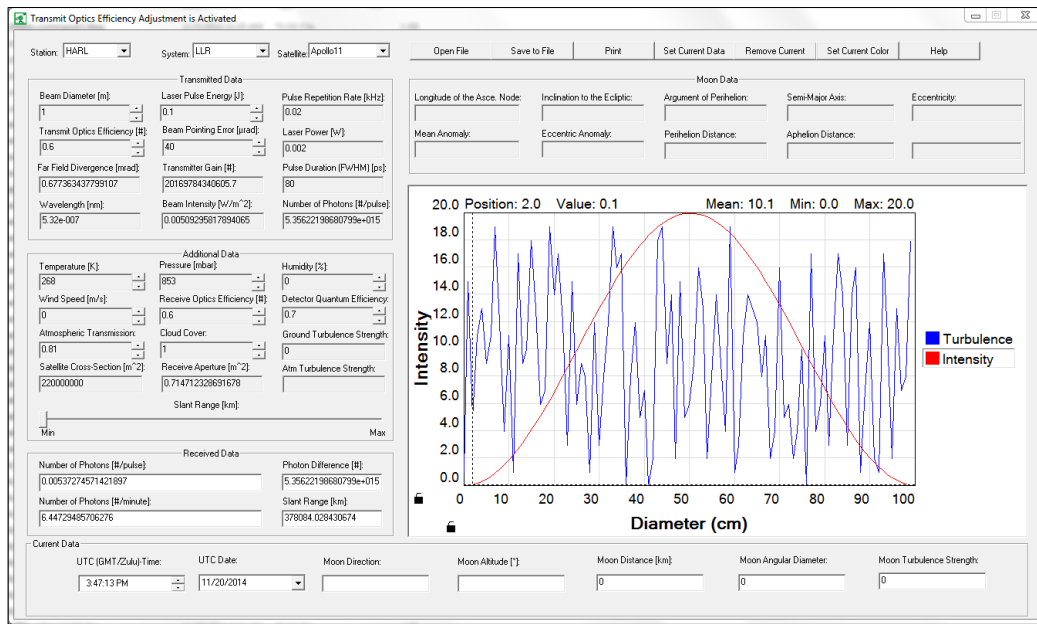 Transmit Optics Efficiency Adjustment is Activated
Station: HARL System: LLR Satellite: Apollo11
Open File Save to File Print Set Current Data Remove Current Set Current Color Help
Transmitted Data
Beam Diameter [m]: Laser Pulse Energy [J]: Pulse Repetition Rate [kHz]:
1 0.1 0.02
Transmit Optics Efficiency [#]: Beam Pointing Error [µrad]: Laser Power [W]:
0.6 40 0.002
Far Field Divergence [mrad]: Transmitter Gain [#]: Pulse Duration (FWHM) [ps]:
0.677363437799107 20169784340605.7 80
Wavelength [nm]: Beam Intensity [W/m^2]: Number of Photons [#/pulse]:
5.32e-007 0.00509295817894065 5.35622198680799e+015
Additional Data
Temperature [K]: Pressure [mbar]: Humidity [%]:
268 853 0
Wind Speed [m/s]: Receive Optics Efficiency [#]: Detector Quantum Efficiency:
0 0.6 0.7
Atmospheric Transmission: Cloud Cover: Ground Turbulence Strength:
0.81 1 0
Satellite Cross-Section [m^2]: Receive Aperture [m^2]: Atm Turbulence Strength:
220000000 0.714712328691678
Slant Range [km]:
Min Max
Received Data
Number of Photons [#/pulse]: Photon Difference [#]:
0.00537274571421897 5.35622198680799e+015
Number of Photons [#/minute]: Slant Range [km]:
6.44729485706276 378084.028430674
Moon Data
Longitude of the Asce. Node: Inclination to the Ecliptic: Argument of Perihelion: Semi-Major Axis: Eccentricity:
Mean Anomaly: Eccentric Anomaly: Perihelion Distance: Aphelion Distance:
Position: 2.0 Value: 0.1 Mean: 10.1 Min: 0.0 Max: 20.0
20.0
18.0
16.0
14.0
12.0
10.0
8.0
6.0
4.0
2.0
0.0
Intensity
0 10 20 30 40 50 60 70 80 90 100
Diameter (cm)
Turbulence
Intensity
Current Data
UTC (GMT/Zulu)-Time: UTC Date: Moon Direction: Moon Altitude [°]: Moon Distance [km]: Moon Angular Diameter: Moon Turbulence Strength:
3:47:13 PM 11/20/2014 0 0 0